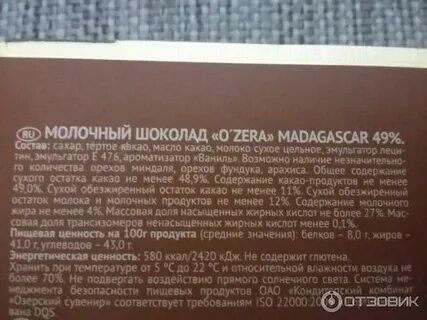 RU МОЛОЧНЫЙ ШОКОЛАД «O'ZERA» MADAGASCAR 49%.
Состав: сахар, тёртое какао, масло какао, молоко сухое цельное, эмульгатор леци-
тин, эмульгатор Е 476, ароматизатор «Ваниль». Возможно наличие незначительно-
го количества орехов миндаля, орехов фундука, арахиса. Общее содержание
сухого остатка какао не менее 48,9%. Содержание какао-продуктов не менее
49,0%. Сухой обезжиренный остаток какао не менее 11%. Сухой обезжиренный
остаток молока и молочных продуктов не менее 12%. Содержание молочного
жира не менее 4%. Массовая доля насыщенных жирных кислот не более 27%. Мас-
совая доля трансизомеров ненасыщенных жирных кислот менее 0,1%.
Пищевая ценность на 100г продукта (средние значения): белков – 8,0 г, жиров –
41,0 г, углеводов – 43,0 г.
Энергетическая ценность: 580 ккал/2420 кДж. Не содержит глютена.
Хранить при температуре от 5 °С до 22 °С и относительной влажности воздуха не
более 70%. Не подвергать воздействию прямого солнечного света. Система ме-
неджмента безопасности пищевых продуктов ОАО «Кондитерский комбинат
«Озёрский сувенир» соответствует требованиям ISO 22000:20
вана DQS.
ОТЗОВИК